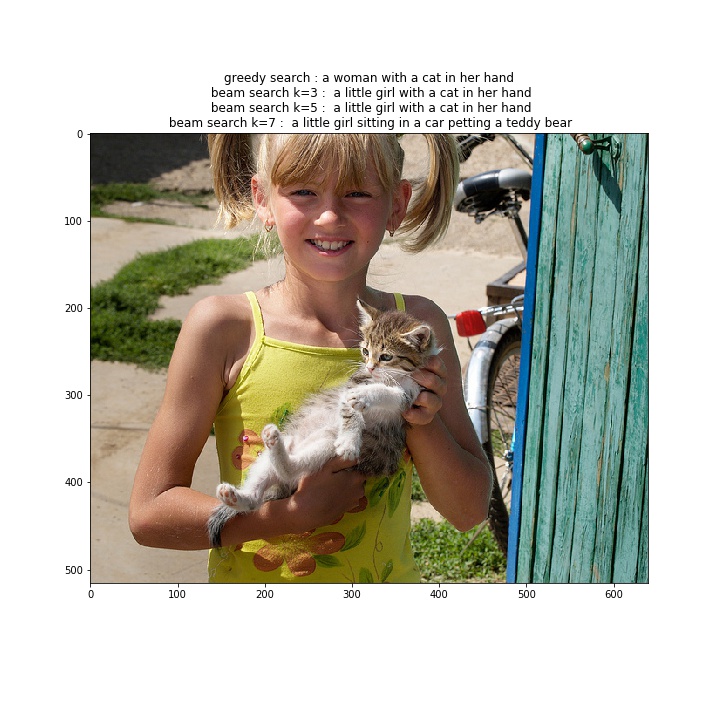 greedy search : a woman with a cat in her hand
beam search k=3 :  a little girl with a cat in her hand
beam search k=5 :  a little girl with a cat in her hand
beam search k=7 :  a little girl sitting in a car petting a teddy bear
0
100
200
300
400
500
0 100 200 300 400 500 600